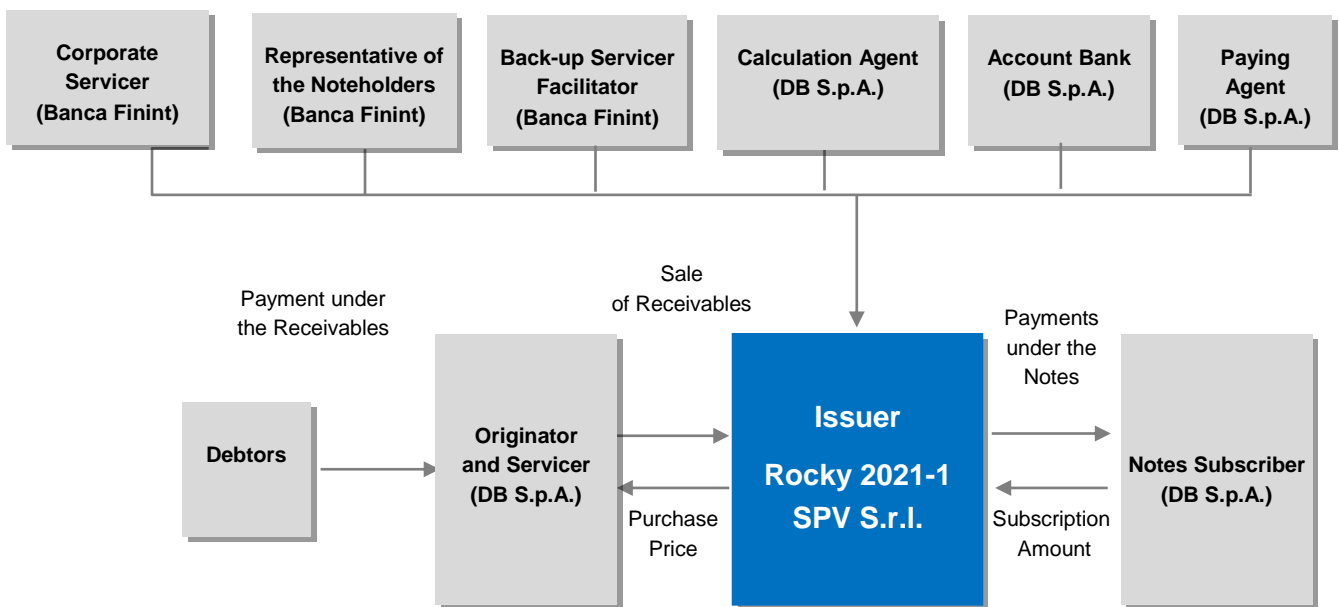 Corporate
Servicer
(Banca Finint)
Representative of
the Noteholders
(Banca Finint)
Back-up Servicer
Facilitator
(Banca Finint)
Calculation Agent
(DB S.p.A.)
Account Bank
(DB S.p.A.)
Paying
Agent
(DB S.p.A.)
Payment under
the Receivables
Sale
of Receivables
Payments
under the
Notes
Debtors
Originator
and Servicer
(DB S.p.A.)
Issuer
Rocky 2021-1
SPV S.r.l.
Notes Subscriber
(DB S.p.A.)
Purchase
Price
Subscription
Amount